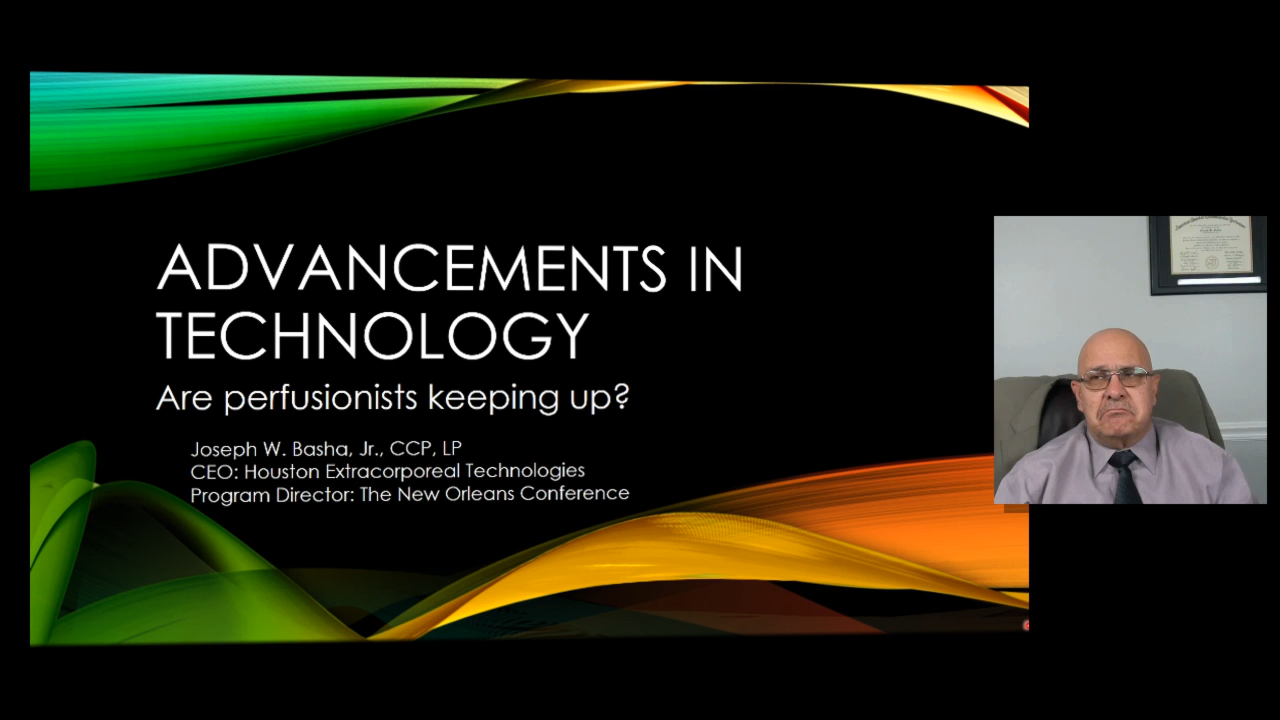 ADVANCEMENTS IN
TECHNOLOGY
Are perfusionists keeping up?
Joseph W. Basha, Jr., CCP, LP
CEO: Houston Extracorporeal Technologies
Program Director: The New Orleans Conference